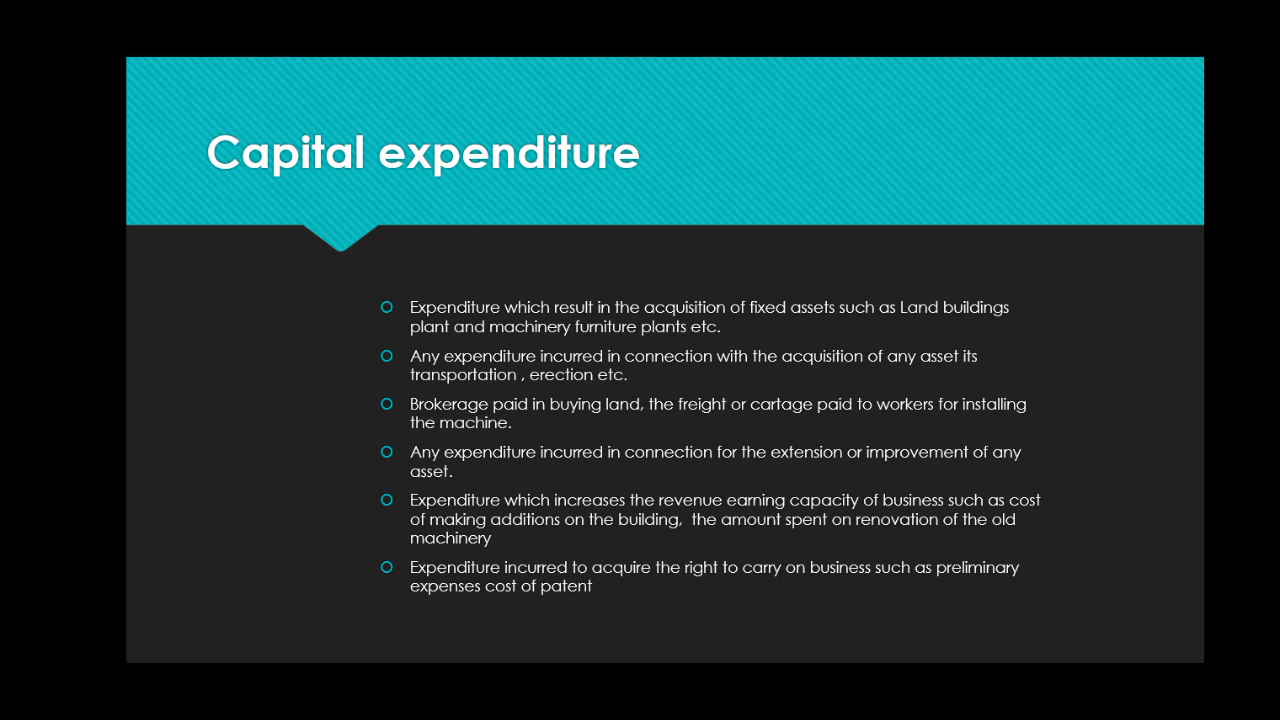 Capital expenditure
Expenditure which result in the acquisition of fixed assets such as Land buildings
plant and machinery furniture plants etc.
Any expenditure incurred in connection with the acquisition of any asset its
transportation , erection etc.
Brokerage paid in buying land, the freight or cartage paid to workers for installing
the machine.
Any expenditure incurred in connection for the extension or improvement of any
asset.
Expenditure which increases the revenue earning capacity of business such as cost
of making additions on the building,  the amount spent on renovation of the old
machinery
Expenditure incurred to acquire the right to carry on business such as preliminary
expenses cost of patent